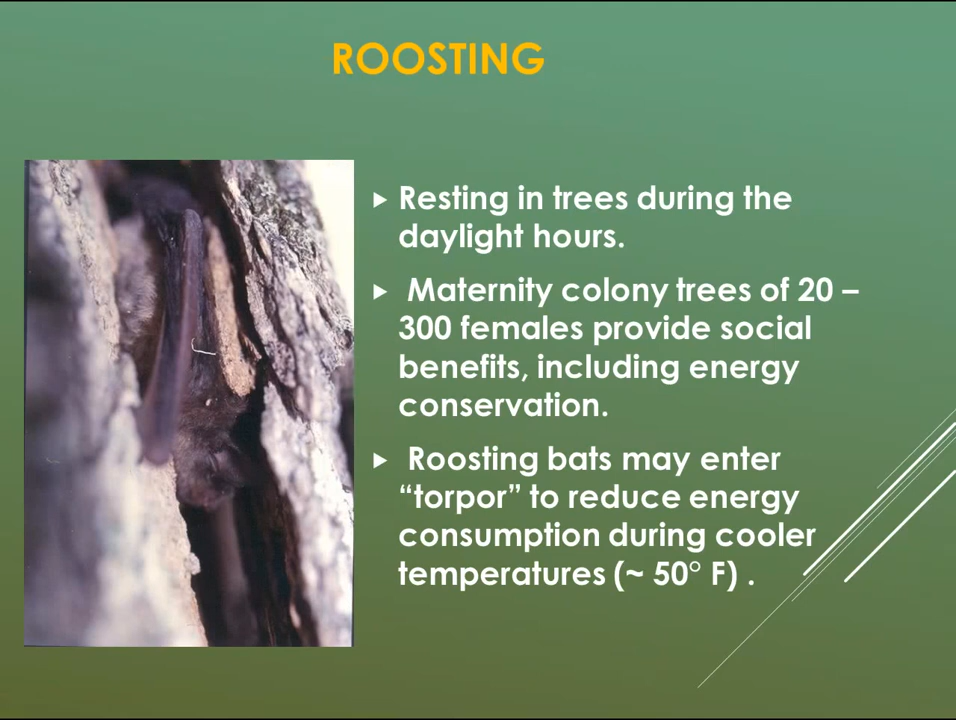 ROOSTING
Resting in trees during the
daylight hours.
Maternity colony trees of 20 –
300 females provide social
benefits, including energy
conservation.
Roosting bats may enter
“torpor” to reduce energy
consumption during cooler
temperatures (~ 50° F) .